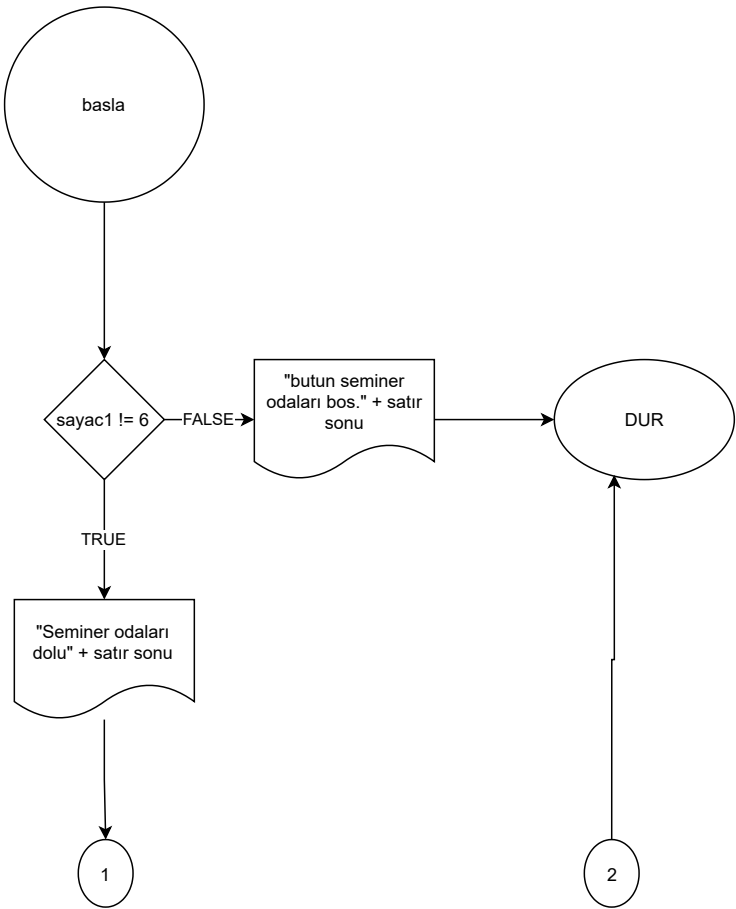 basla
sayac1 != 6
FALSE
"butun seminer
odaları bos." + satır
sonu
DUR
TRUE
"Seminer odaları
dolu" + satır sonu
1
2